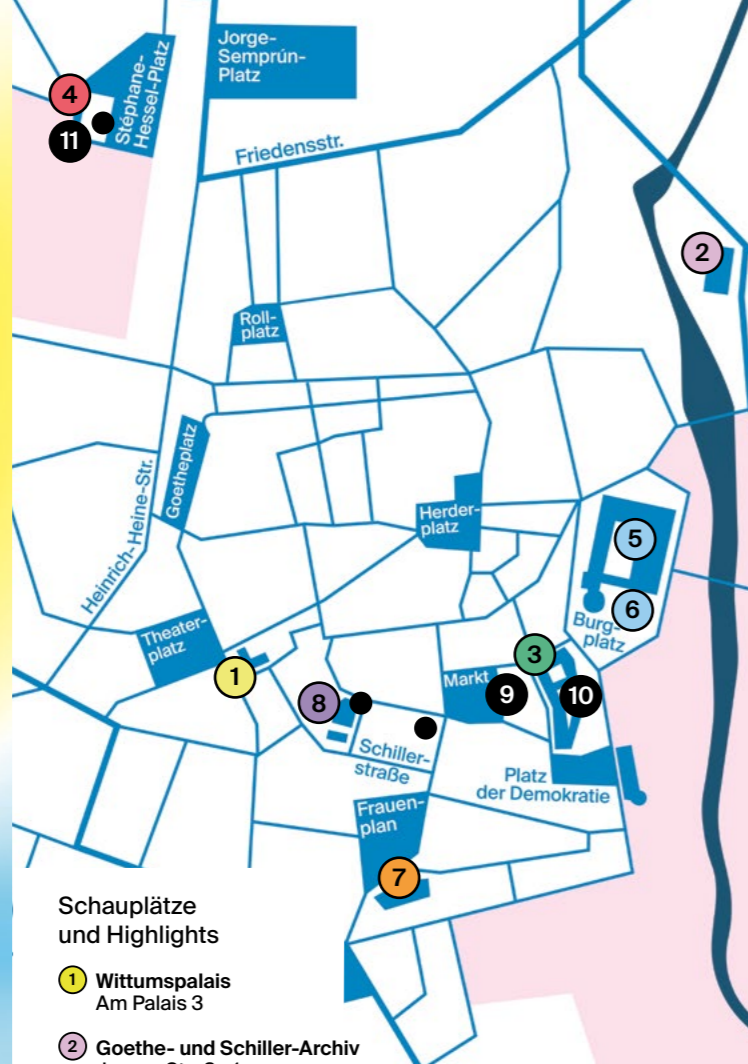 Jorge-
Semprún-
Platz
Stéphane-
Hessel-Platz
4
11
Friedensstr.
2
Roll-
platz
Goetheplatz
Heinrich-Heine-Str.
Herder-
platz
5
6
Burg-
platz
Theater-
platz
1
3
Markt
9
10
8
Schiller-
straße
Platz
der Demokratie
Frauen-
plan
7
Schauplätze
und Highlights
1 Wittumspalais
Am Palais 3
2 Goethe- und Schiller-Archiv